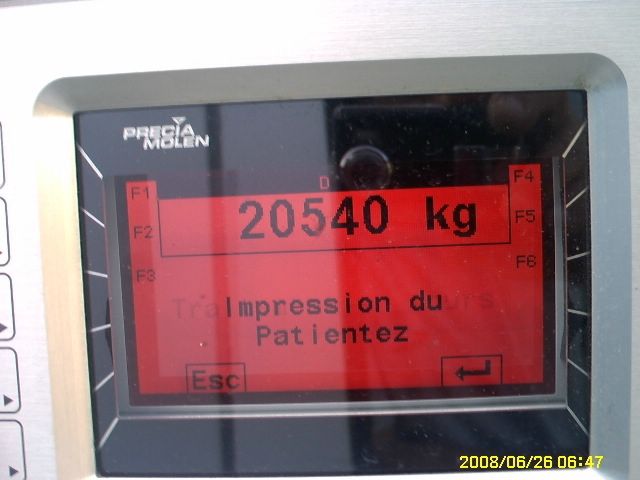 PRECIA
MOLEN
D
F1
F4
20540 kg
F2
F5
F3
F6
Impression du
Patientez
Esc
2008/06/26 06:47